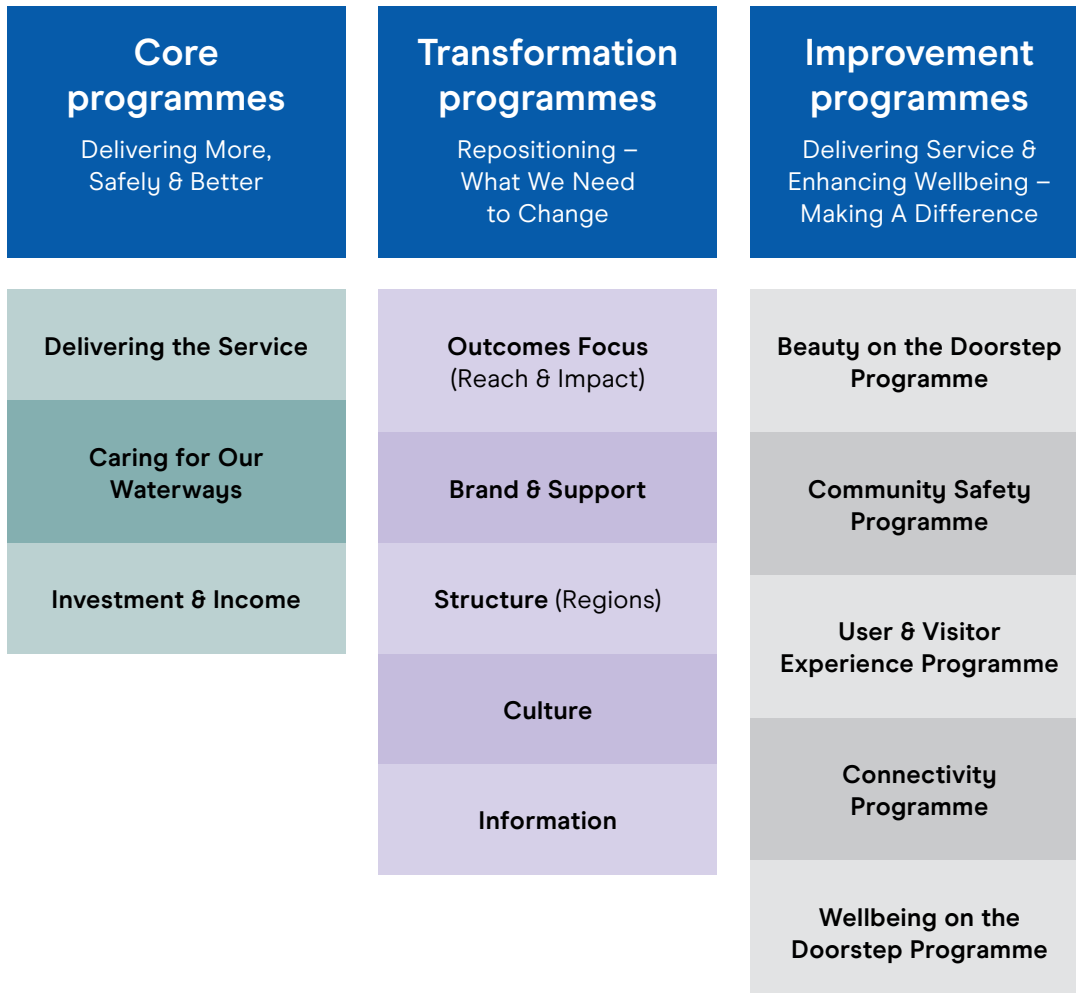 Core
programmes
Delivering More,
Safely & Better
Delivering the Service
Caring for Our
Waterways
Investment & Income
Transformation
programmes
Repositioning –
What We Need
to Change
Outcomes Focus
(Reach & Impact)
Brand & Support
Structure (Regions)
Culture
Information
Improvement
programmes
Delivering Service &
Enhancing Wellbeing –
Making A Difference
Beauty on the Doorstep
Programme
Community Safety
Programme
User & Visitor
Experience Programme
Connectivity
Programme
Wellbeing on the
Doorstep Programme